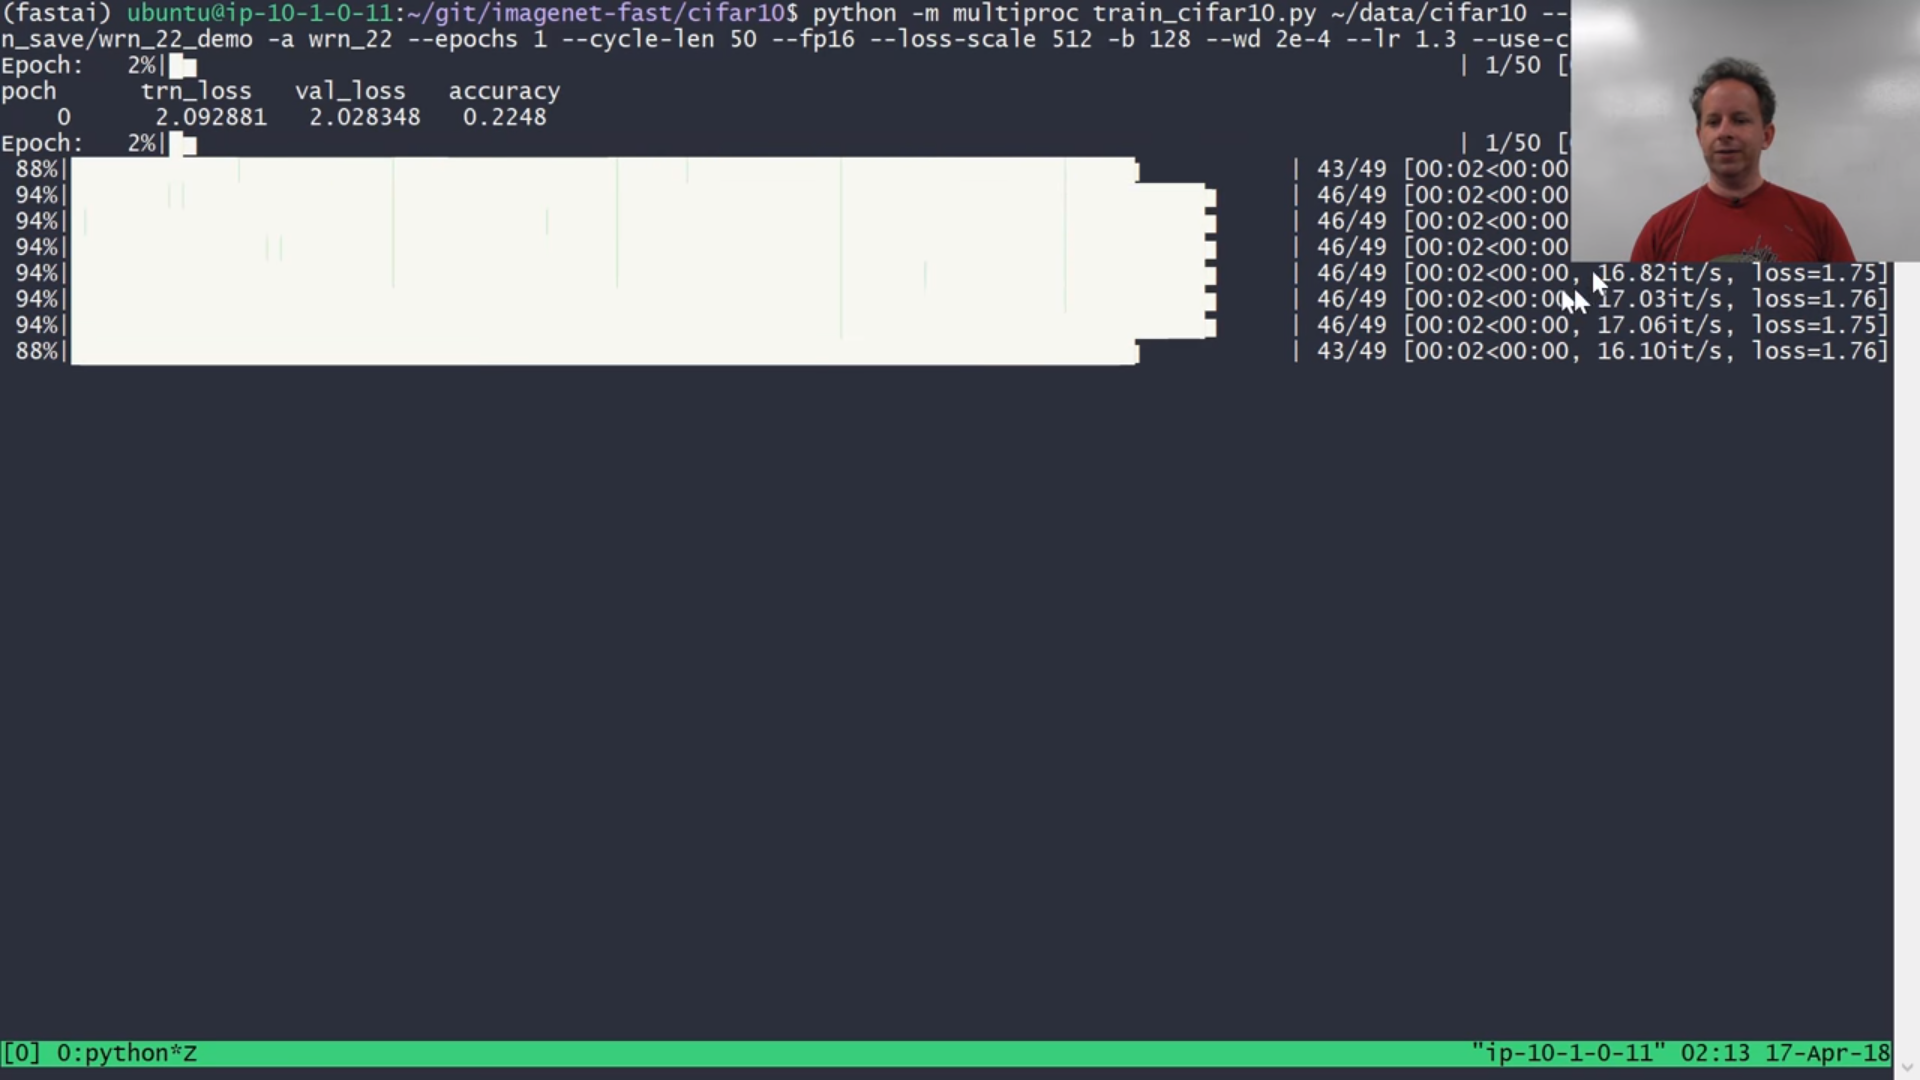 (fastai) ubuntu@ip-10-1-0-11:~/git/imagenet-fast/cifar10$ python -m multiproc train_cifar10.py ~/data/cifar10 --
n_save/wrn_22_demo -a wrn_22 --epochs 1 --cycle-len 50 --fp16 --loss-scale 512 -b 128 --wd 2e-4 --lr 1.3 --use-c
Epoch:   2%| | 1/50 [
poch      trn_loss   val_loss   accuracy
0      2.092881   2.028348   0.2248
Epoch:   2%| | 1/50 [
88%| | 43/49 [00:02<00:00
94%| | 46/49 [00:02<00:00
94%| | 46/49 [00:02<00:00
94%| | 46/49 [00:02<00:00
94%| | 46/49 [00:02<00:00, 16.82it/s, loss=1.75]
94%| | 46/49 [00:02<00:00, 17.03it/s, loss=1.76]
94%| | 46/49 [00:02<00:00, 17.06it/s, loss=1.75]
88%| | 43/49 [00:02<00:00, 16.10it/s, loss=1.76]
[0] 0:python*Z "ip-10-1-0-11" 02:13 17-Apr-18